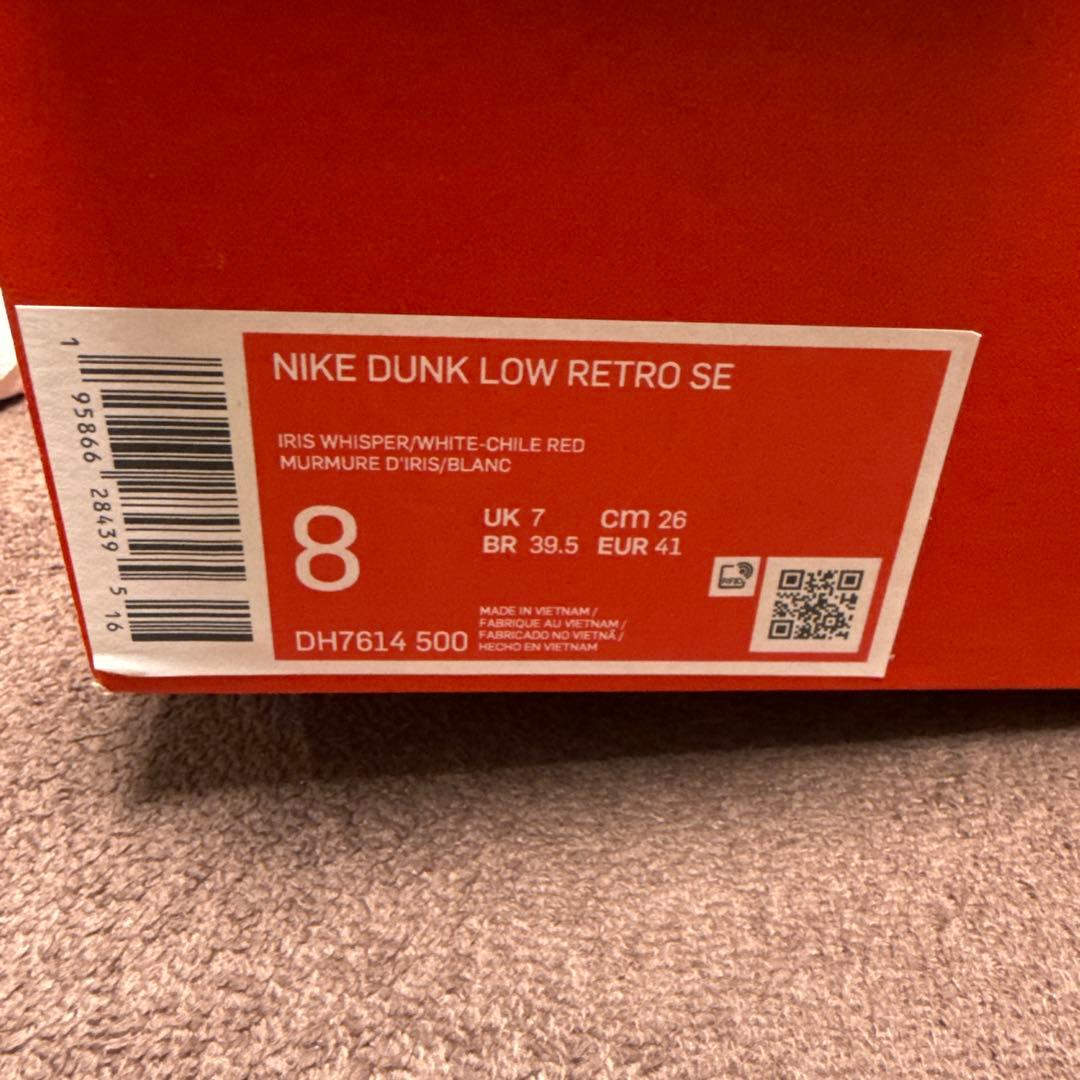 NIKE DUNK LOW RETRO SE
IRIS WHISPER/WHITE-CHILE RED
MURMURE D'IRIS/BLANC
8
UK 7 cm 26
BR 39.5 EUR 41
DH7614 500
MADE IN VIETNAM /
FABRIQUE AU VIETNAM /
FABRICADO NO VIETNÃ /
HECHO EN VIETNAM
RFID
1 95866 28439 5 16